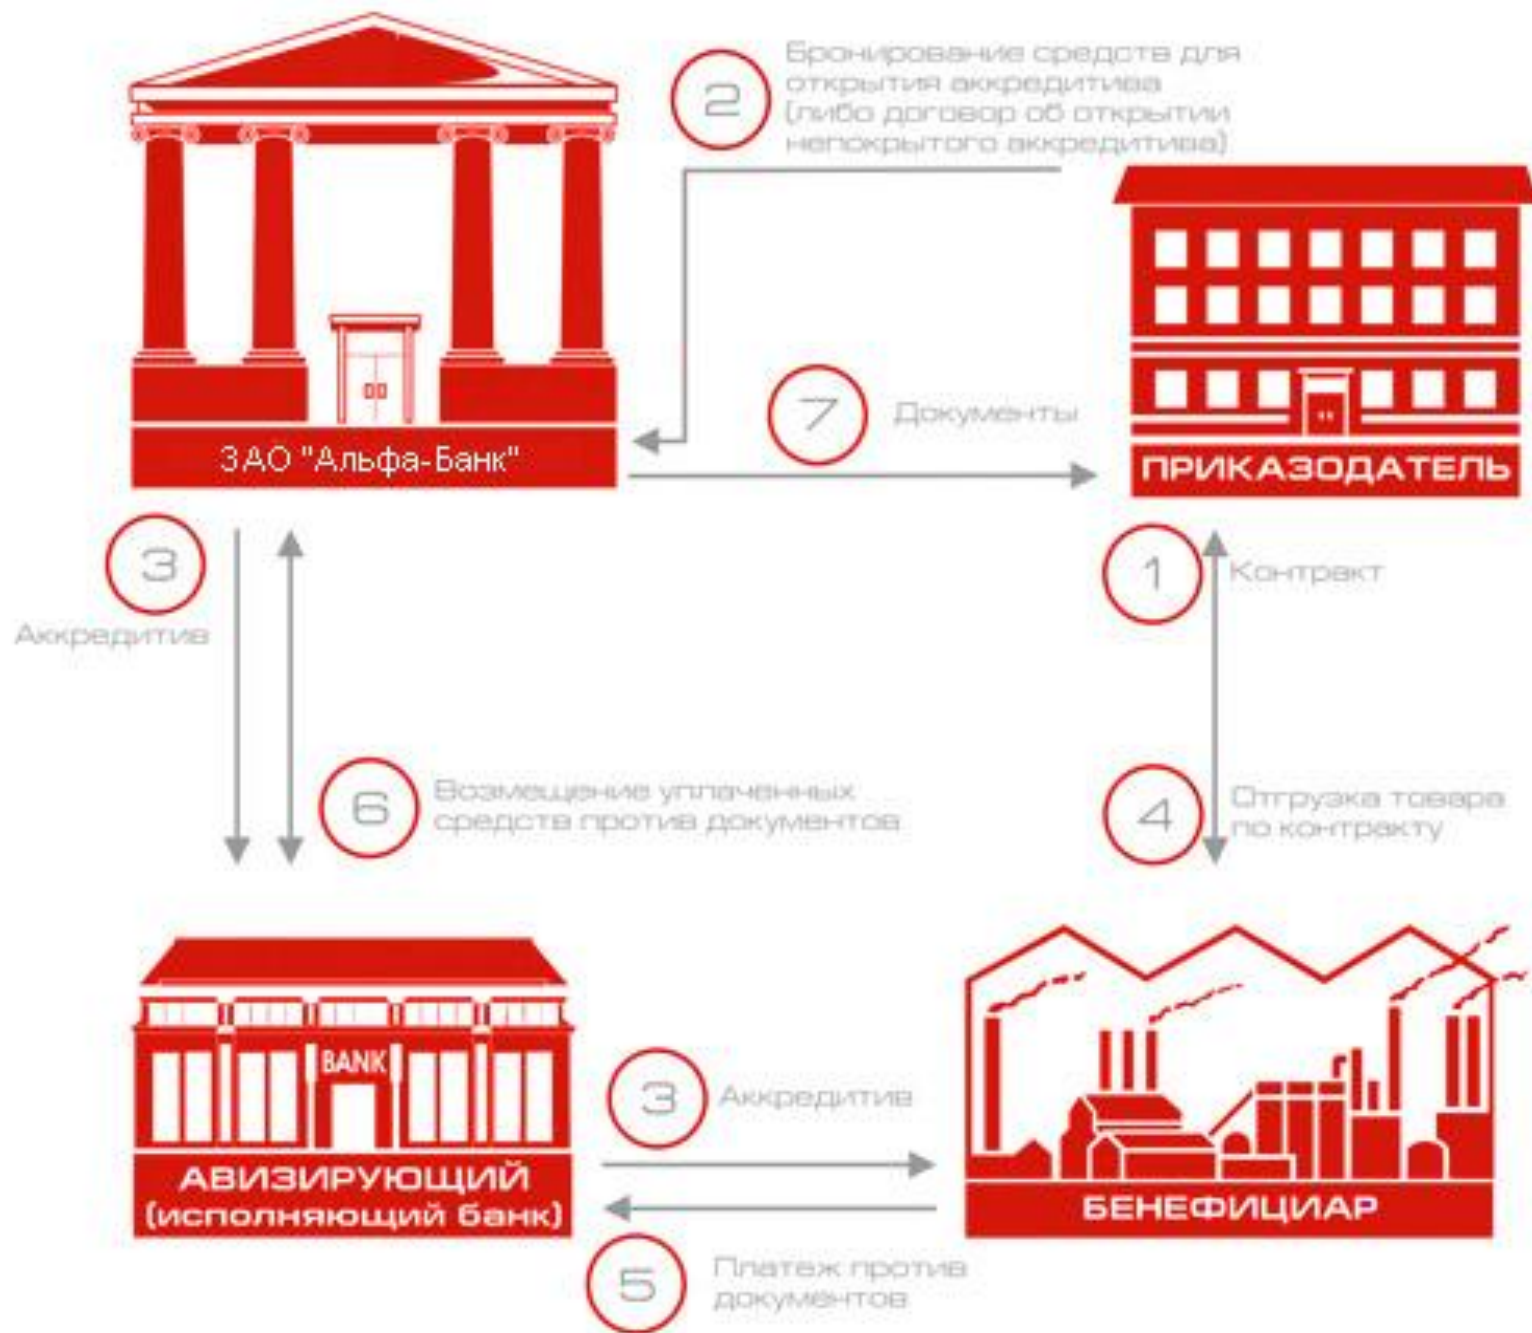 2
Бронирование средств для
открытия аккредитива
(либо договор об открытии
непокрытого аккредитива)
7
Документы
ЗАО "Альфа-Банк"
ПРИКАЗОДАТЕЛЬ
3
Аккредитив
1
Контракт
6
Возмещение уплаченных
средств против документов
4
Отгрузка товара
по контракту
BANK
3
Аккредитив
АВИЗИРУЮЩИЙ
(исполняющий банк)
БЕНЕФИЦИАР
5
Платеж против
документов